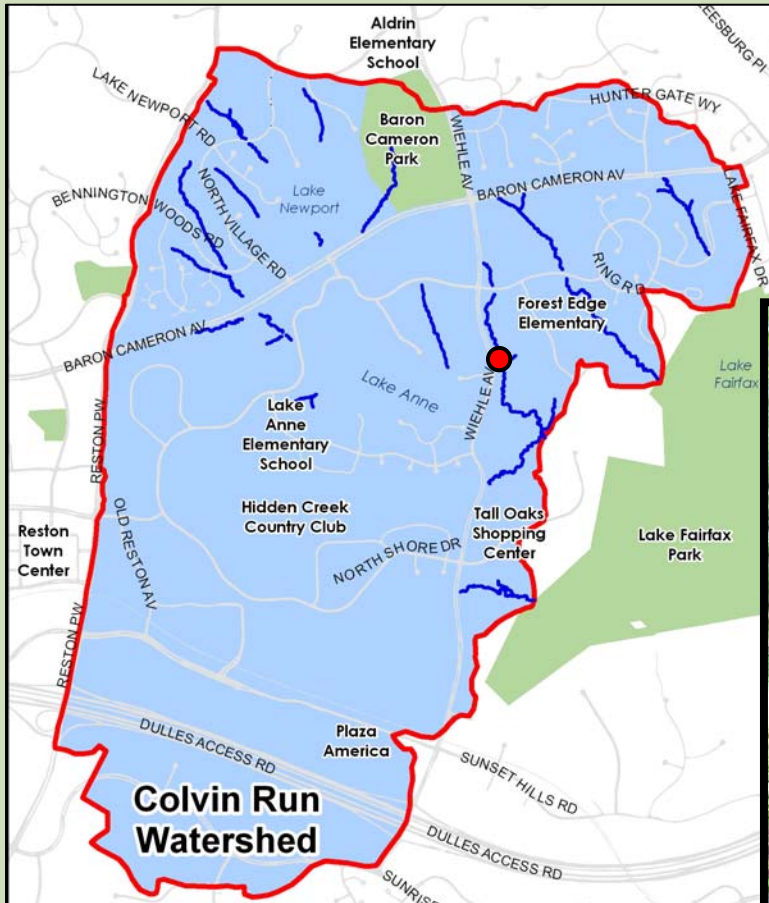 Aldrin
Elementary
School
LEESBURG PI
LAKE NEWPORT RD
HUNTER GATE WY
Baron
Cameron
Park
WIEHLE AV
BARON CAMERON AV
LAKE FAIRFAX DR
Lake
Newport
BENNINGTON WOODS RD
NORTH VILLAGE RD
RING RD
Forest Edge
Elementary
BARON CAMERON AV
Lake
Fairfax
Lake Anne
WIEHLE AV
Lake
Anne
Elementary
School
RESTON PW
Hidden Creek
Country Club
Tall Oaks
Shopping
Center
OLD RESTON AV
Reston
Town
Center
NORTH SHORE DR
Lake Fairfax
Park
RESTON PW
Plaza
America
DULLES ACCESS RD
SUNSET HILLS RD
Colvin Run
Watershed
DULLES ACCESS RD
SUNRISE